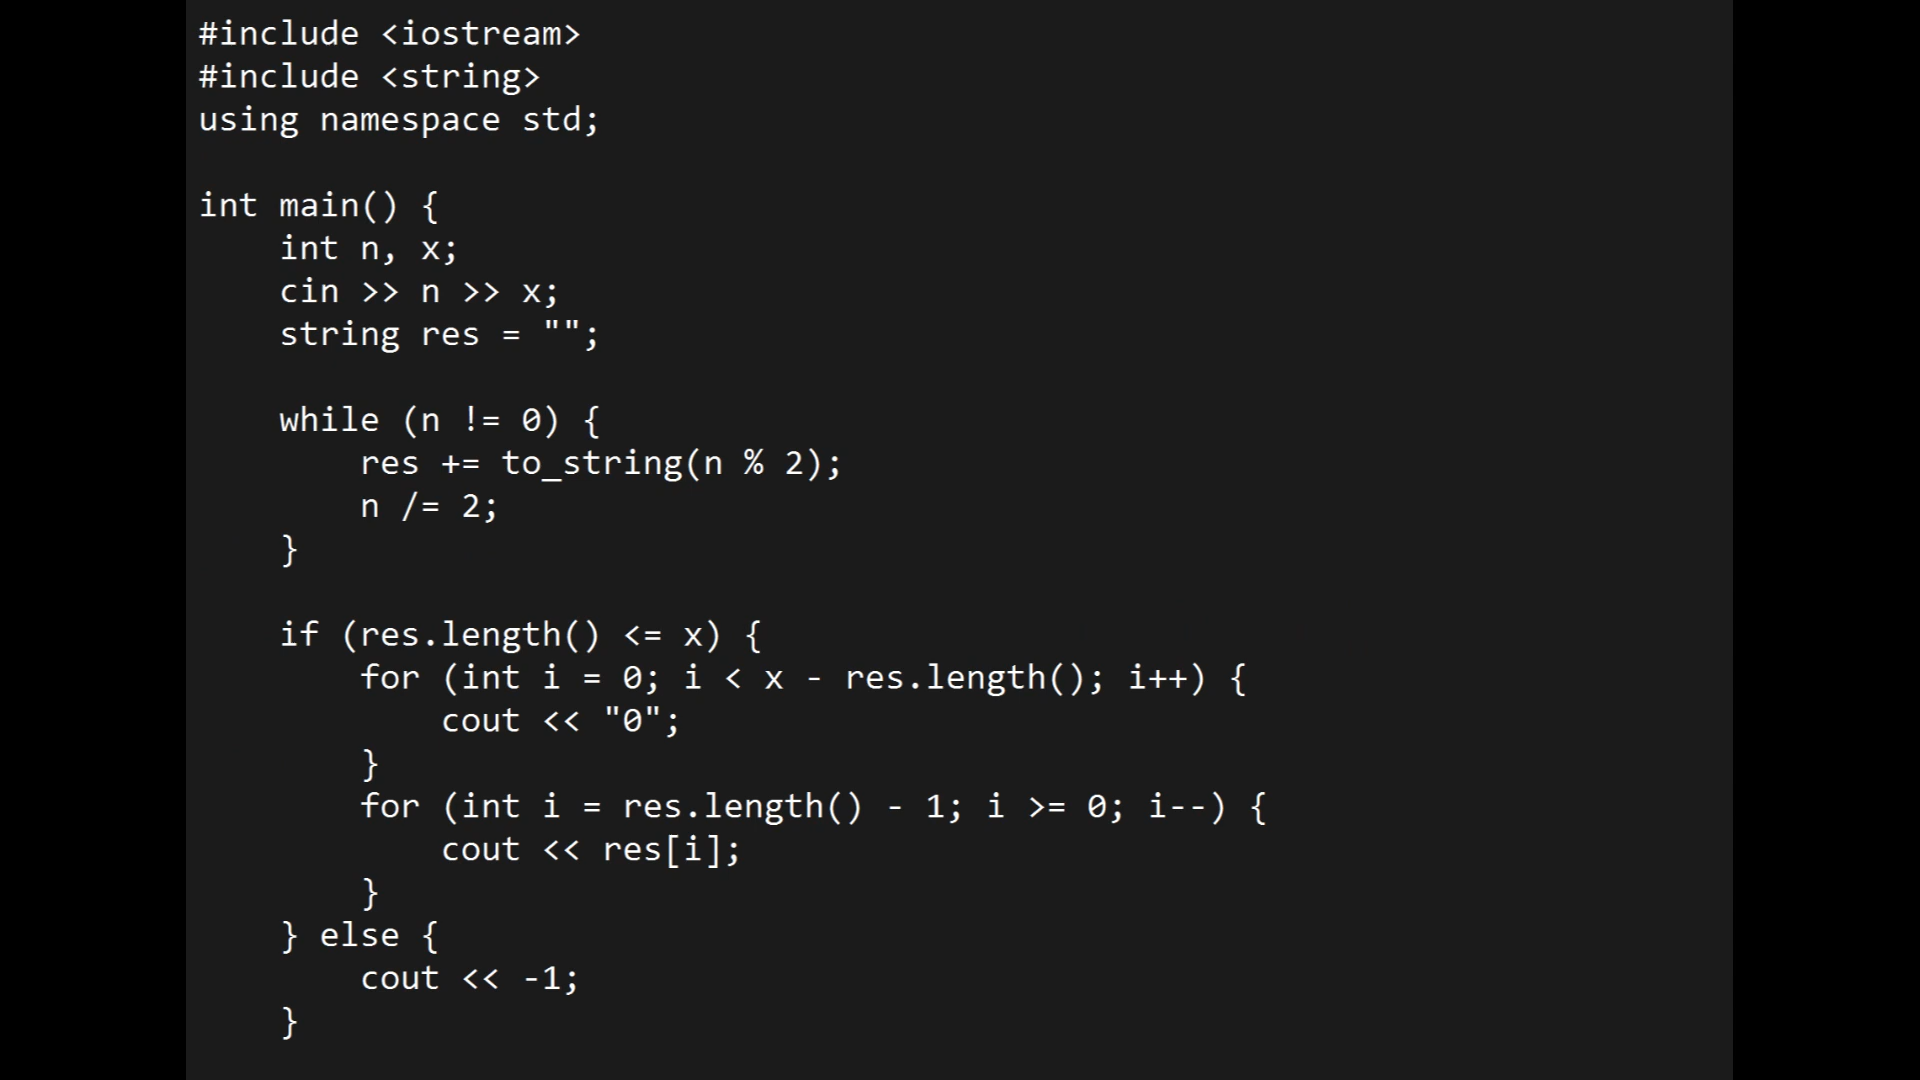 #include <iostream>
#include <string>
using namespace std;

int main() {
    int n, x;
    cin >> n >> x;
    string res = "";

    while (n != 0) {
        res += to_string(n % 2);
        n /= 2;
    }

    if (res.length() <= x) {
        for (int i = 0; i < x - res.length(); i++) {
            cout << "0";
        }
        for (int i = res.length() - 1; i >= 0; i--) {
            cout << res[i];
        }
    } else {
        cout << -1;
    }